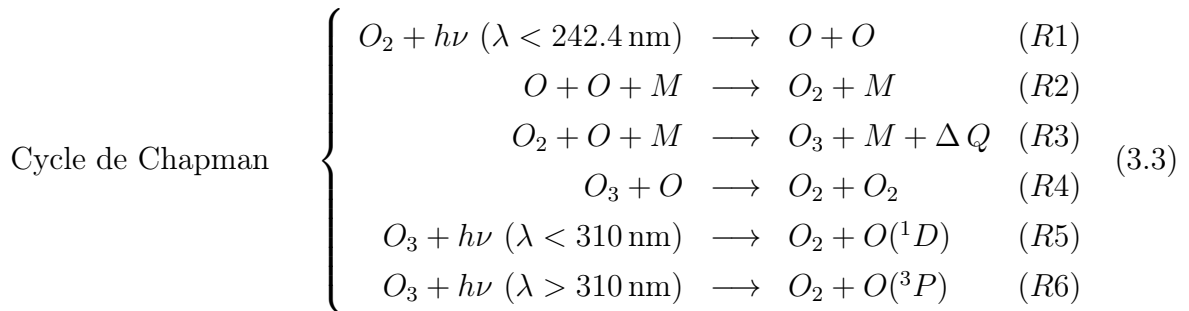 O₂ + hν (λ < 242.4 nm) ⟶ O + O (R1)
O + O + M ⟶ O₂ + M (R2)
O₂ + O + M ⟶ O₃ + M + Δ Q (R3)
Cycle de Chapman { (3.3)
O₃ + O ⟶ O₂ + O₂ (R4)
O₃ + hν (λ < 310 nm) ⟶ O₂ + O(¹D) (R5)
O₃ + hν (λ > 310 nm) ⟶ O₂ + O(³P) (R6)